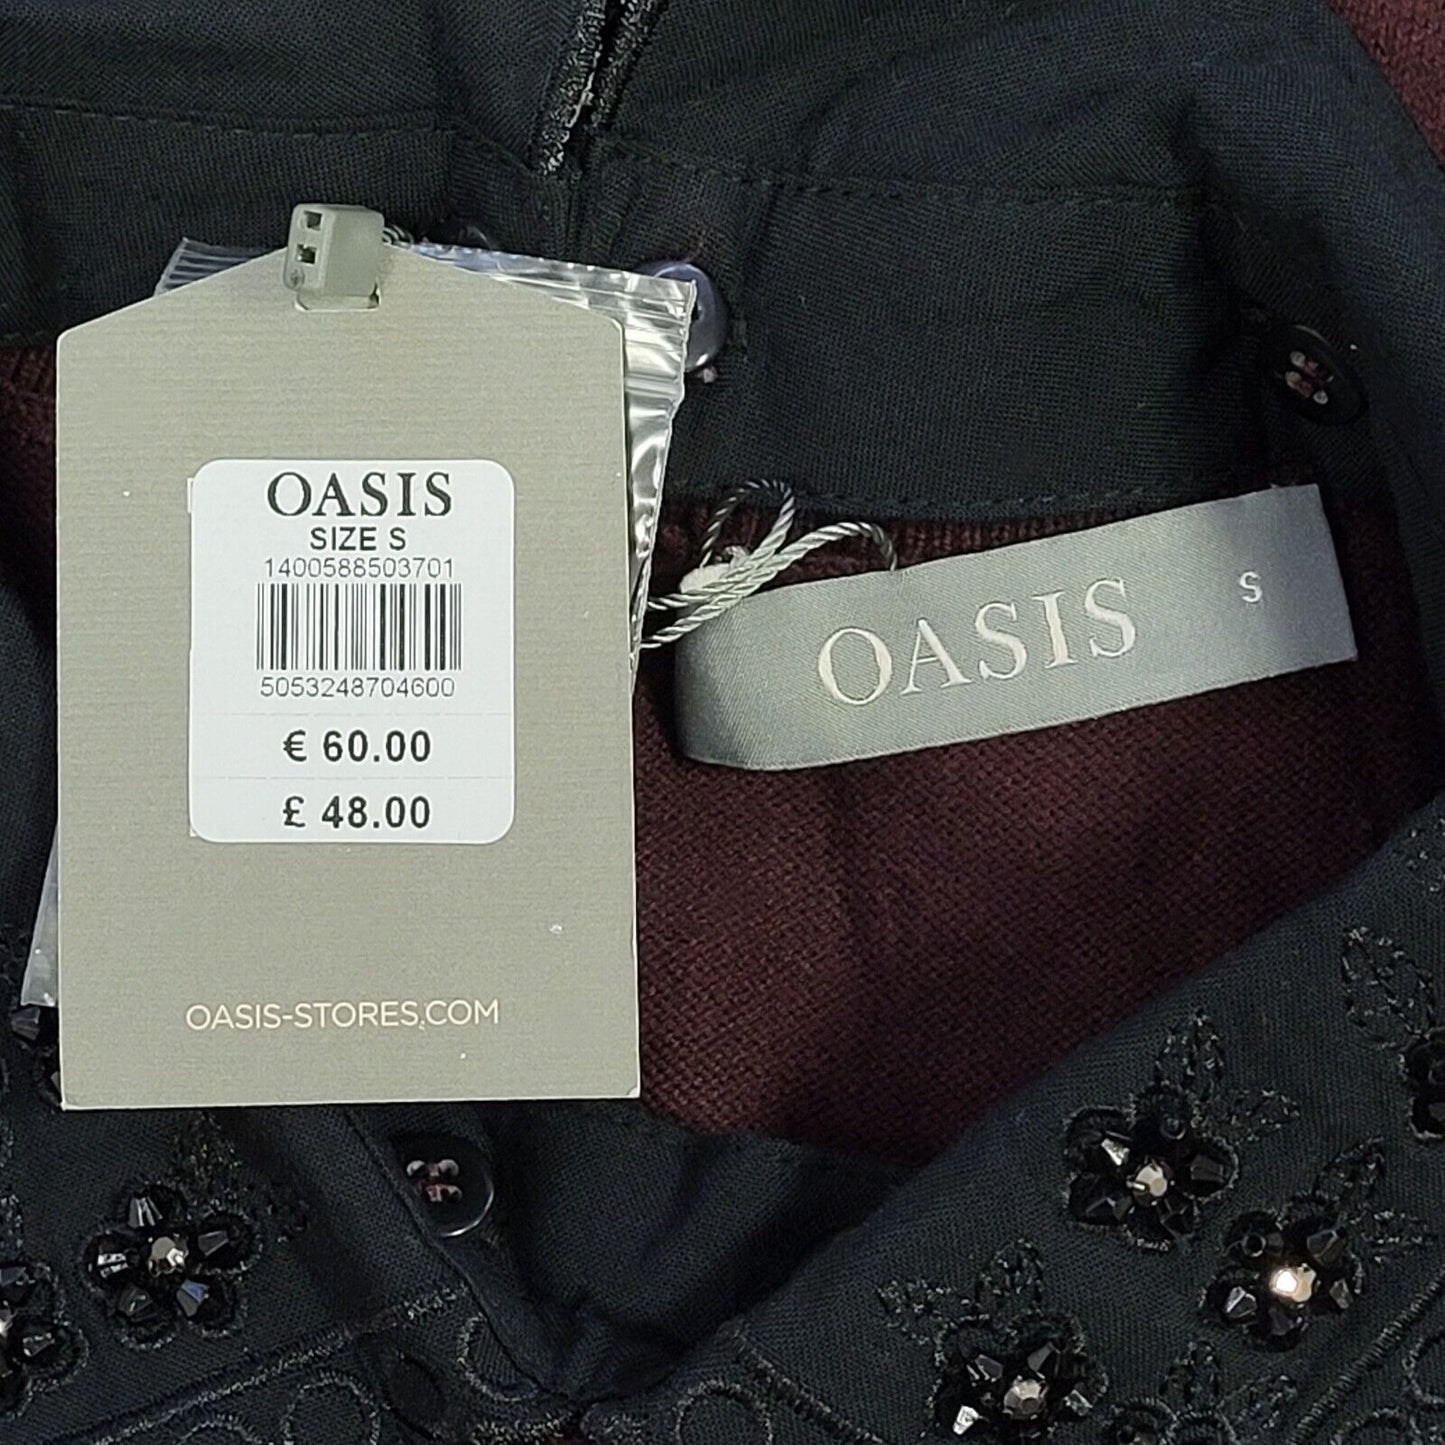 OASIS
SIZE S
1400588503701
5053248704600
€ 60.00
£ 48.00
OASIS-STORES.COM
OASIS S